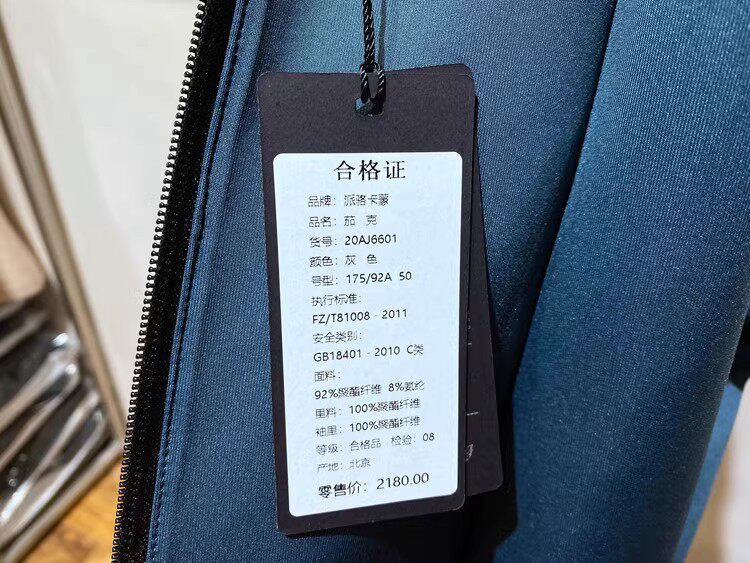 合格证
品牌：派骆卡蒙
品名：茄 克
货号：20AJ6601
颜色：灰 色
号型：175/92A 50
执行标准：
FZ/T81008 - 2011
安全类别：
GB18401 - 2010 C类
面料：
92%聚酯纤维 8%氨纶
里料：100%聚酯纤维
袖里：100%聚酯纤维
等级：合格品 检验：08
产地：北京
零售价：2180.00